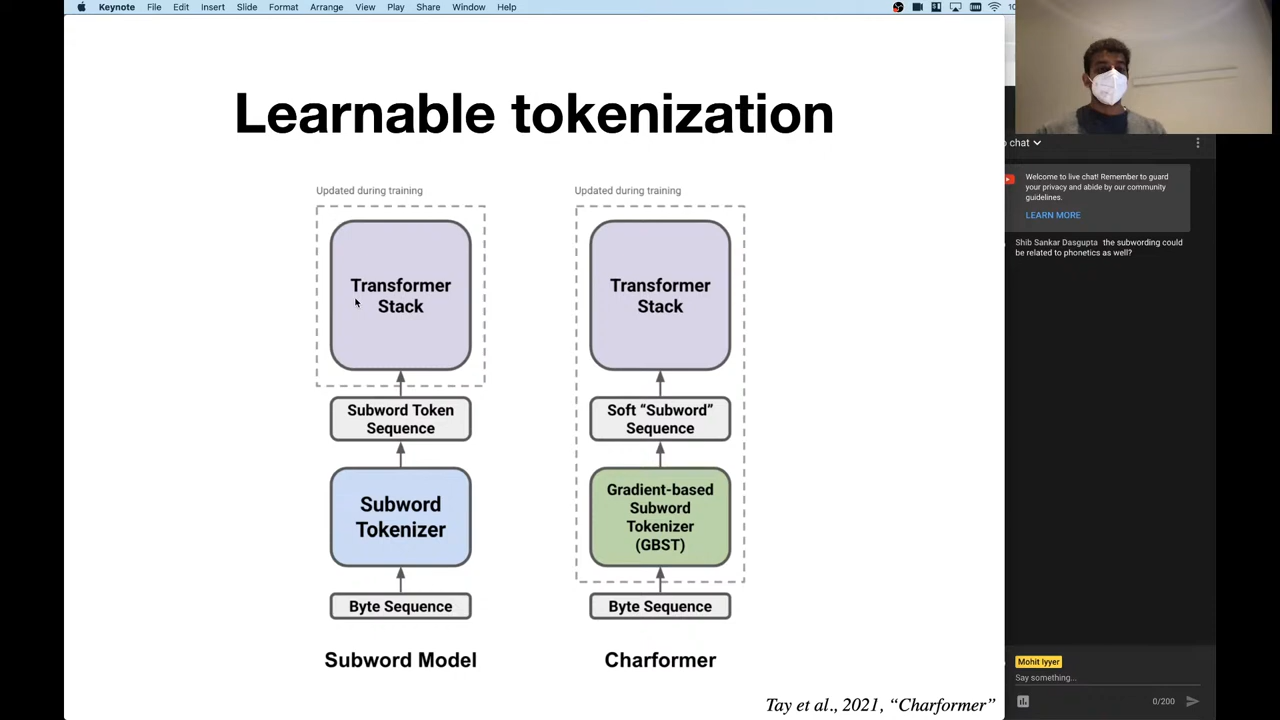 Keynote File Edit Insert Slide Format Arrange View Play Share Window Help
Learnable tokenization
Updated during training
Transformer
Stack
Subword Token
Sequence
Subword
Tokenizer
Byte Sequence
Subword Model
Updated during training
Transformer
Stack
Soft “Subword”
Sequence
Gradient-based
Subword
Tokenizer
(GBST)
Byte Sequence
Charformer
Tay et al., 2021, “Charformer”
chat
Welcome to live chat! Remember to guard
your privacy and abide by our community
guidelines.
LEARN MORE
Shib Sankar Dasgupta the subwording could
be related to phonetics as well?
Mohit Iyyer
Say something...
0/200